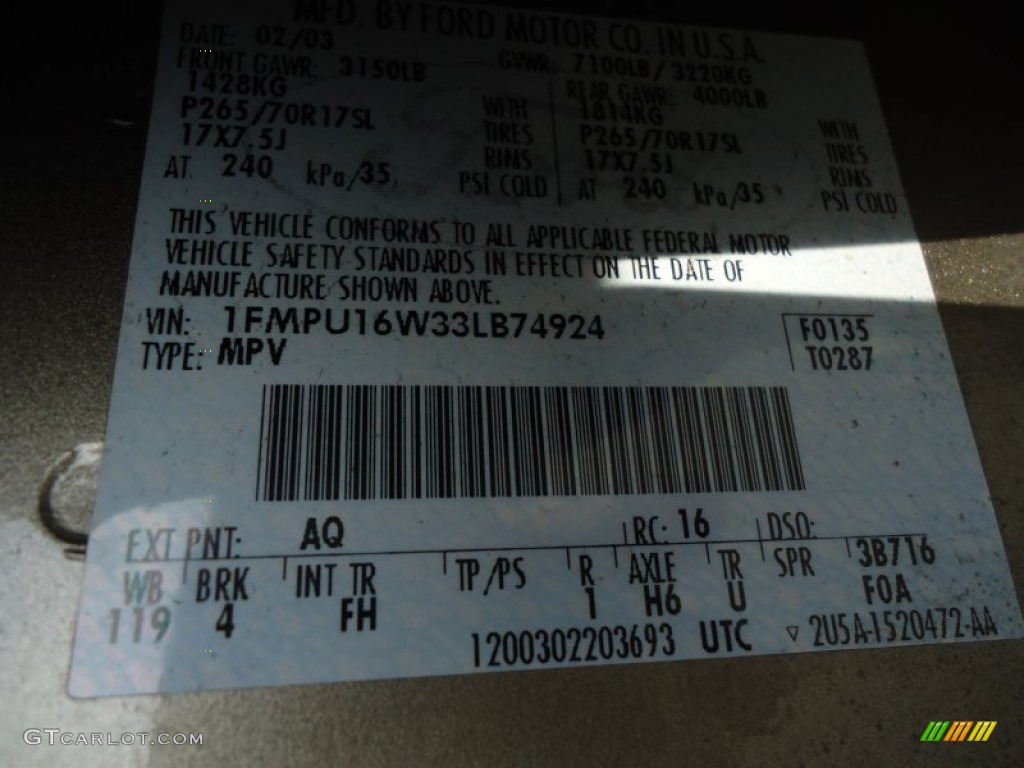 MFD. BY FORD MOTOR CO. IN U.S.A.
DATE: 02/03 GVWR: 7100LB / 3220KG
FRONT GAWR: 3150LB REAR GAWR: 4000LB
1428KG WITH 1814KG WITH
P265/70R17SL TIRES P265/70R17SL TIRES
17X7.5J RIMS 17X7.5J RIMS
AT 240 kPa/35 PSI COLD AT 240 kPa/35 PSI COLD
THIS VEHICLE CONFORMS TO ALL APPLICABLE FEDERAL MOTOR
VEHICLE SAFETY STANDARDS IN EFFECT ON THE DATE OF
MANUFACTURE SHOWN ABOVE.
VIN: 1FMPU16W33LB74924 F0135
TYPE: MPV T0287
EXT PNT: AQ RC: 16 DSO:
WB BRK INT TR TP/PS R AXLE TR SPR 3B716
119 4 FH 1 H6 U F0A
1200302203693 UTC ▽ 2U5A-1520472-AA
GTCARLOT.COM